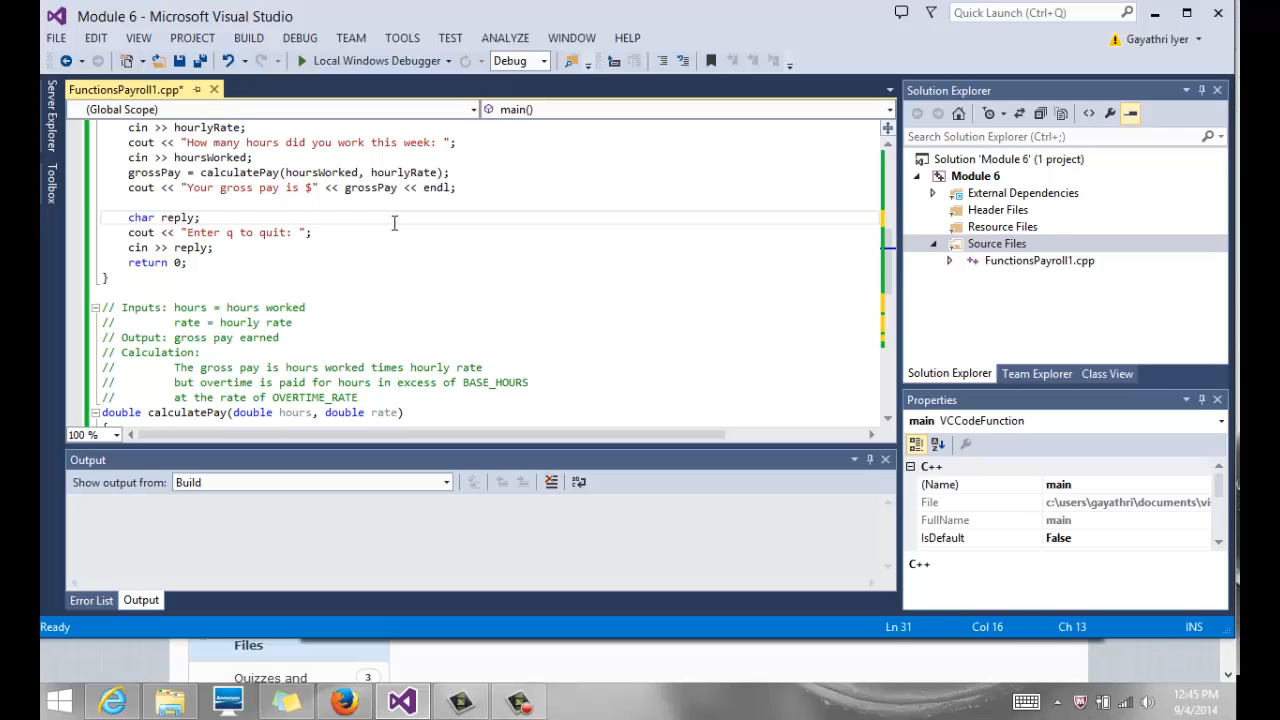 Module 6 - Microsoft Visual Studio
Quick Launch (Ctrl+Q)
FILE EDIT VIEW PROJECT BUILD DEBUG TEAM TOOLS TEST ANALYZE WINDOW HELP
Gayathri Iyer
Local Windows Debugger Debug
Server Explorer
Toolbox
FunctionsPayroll1.cpp*
(Global Scope) main()
cin >> hourlyRate;
cout << "How many hours did you work this week: ";
cin >> hoursWorked;
grossPay = calculatePay(hoursWorked, hourlyRate);
cout << "Your gross pay is $" << grossPay << endl;
char reply;
cout << "Enter q to quit: ";
cin >> reply;
return 0;
}
// Inputs: hours = hours worked
// rate = hourly rate
// Output: gross pay earned
// Calculation:
// The gross pay is hours worked times hourly rate
// but overtime is paid for hours in excess of BASE_HOURS
// at the rate of OVERTIME_RATE
double calculatePay(double hours, double rate)
100 %
Output
Show output from: Build
Error List Output
Solution Explorer
Search Solution Explorer (Ctrl+;)
Solution 'Module 6' (1 project)
Module 6
External Dependencies
Header Files
Resource Files
Source Files
FunctionsPayroll1.cpp
Solution Explorer Team Explorer Class View
Properties
main VCCodeFunction
C++
(Name) main
File c:\users\gayathri\documents\vi
FullName main
IsDefault False
C++
Ready Ln 31 Col 16 Ch 13 INS
Files
Quizzes and 3
12:45 PM
9/4/2014